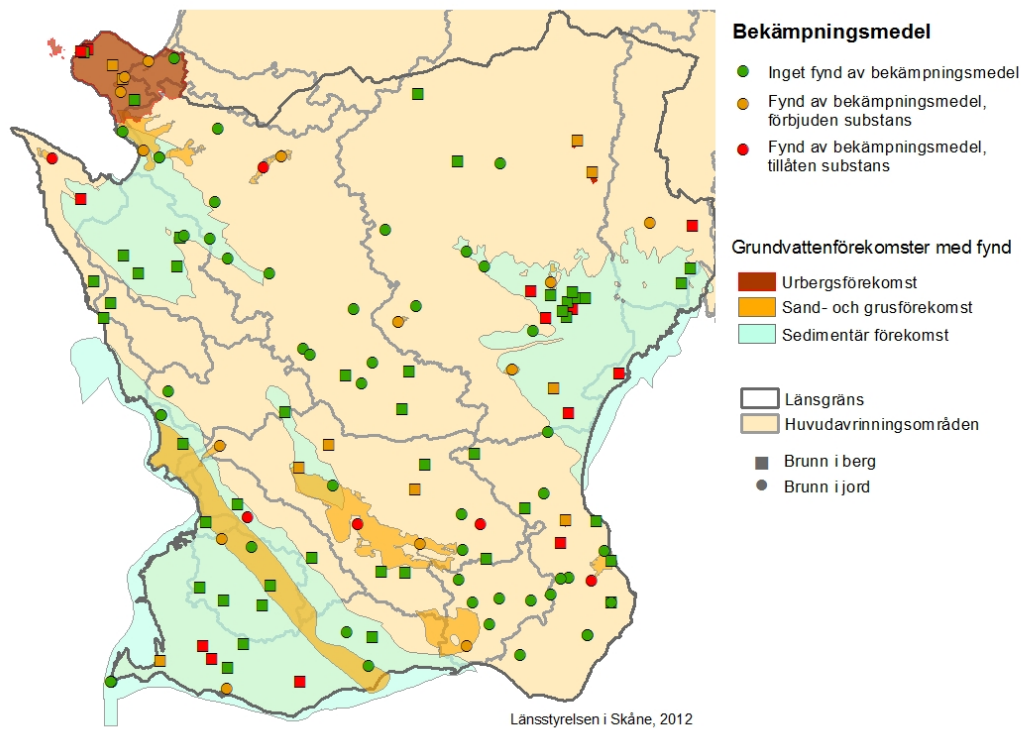 Bekämpningsmedel
Inget fynd av bekämpningsmedel
Fynd av bekämpningsmedel,
förbjuden substans
Fynd av bekämpningsmedel,
tillåten substans
Grundvattenförekomster med fynd
Urbergsförekomst
Sand- och grusförekomst
Sedimentär förekomst
Länsgräns
Huvudavrinningsområden
Brunn i berg
Brunn i jord
Länsstyrelsen i Skåne, 2012